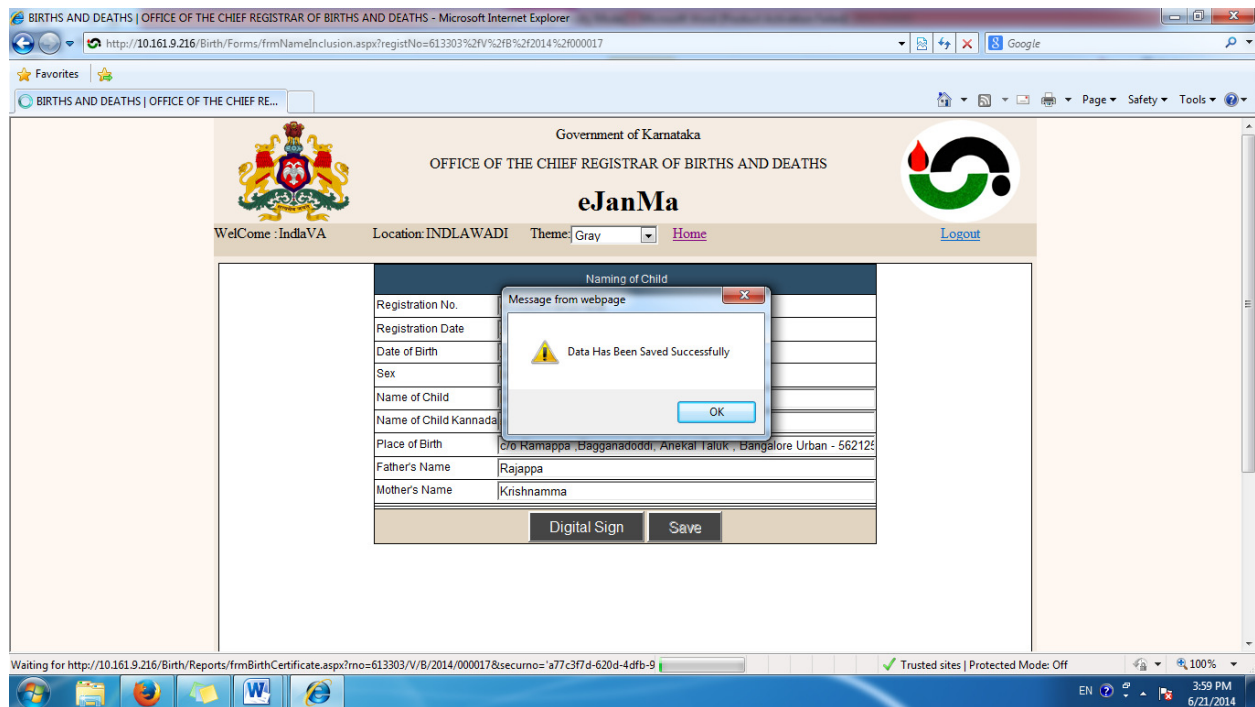 BIRTHS AND DEATHS | OFFICE OF THE CHIEF REGISTRAR OF BIRTHS AND DEATHS - Microsoft Internet Explorer
http://10.161.9.216/Birth/Forms/frmNameInclusion.aspx?registNo=613303%2fV%2fB%2f2014%2f000017
Google
Favorites
BIRTHS AND DEATHS | OFFICE OF THE CHIEF RE...
Page Safety Tools
Government of Karnataka
OFFICE OF THE CHIEF REGISTRAR OF BIRTHS AND DEATHS
eJanMa
WelCome :IndlaVA Location: INDLAWADI Theme: Gray Home Logout
Naming of Child
Message from webpage
Registration No.
Registration Date
Data Has Been Saved Successfully
Date of Birth
Sex
Name of Child
OK
Name of Child Kannada
Place of Birth c/o Ramappa ,Bagganadoddi, Anekal Taluk , Bangalore Urban - 562125
Father's Name Rajappa
Mother's Name Krishnamma
Digital Sign Save
Waiting for http://10.161.9.216/Birth/Reports/frmBirthCertificate.aspx?rno=613303/V/B/2014/000017&securno='a77c3f7d-620d-4dfb-9
Trusted sites | Protected Mode: Off 100%
EN 3:59 PM
6/21/2014